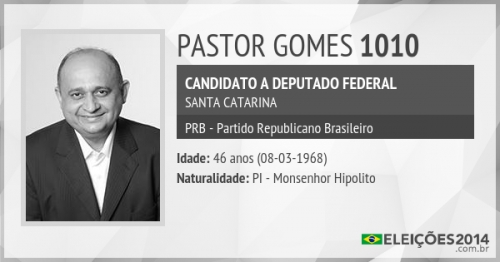 PASTOR GOMES 1010
CANDIDATO A DEPUTADO FEDERAL
SANTA CATARINA
PRB - Partido Republicano Brasileiro
Idade: 46 anos (08-03-1968)
Naturalidade: PI - Monsenhor Hipolito
ELEIÇÕES2014
.com.br